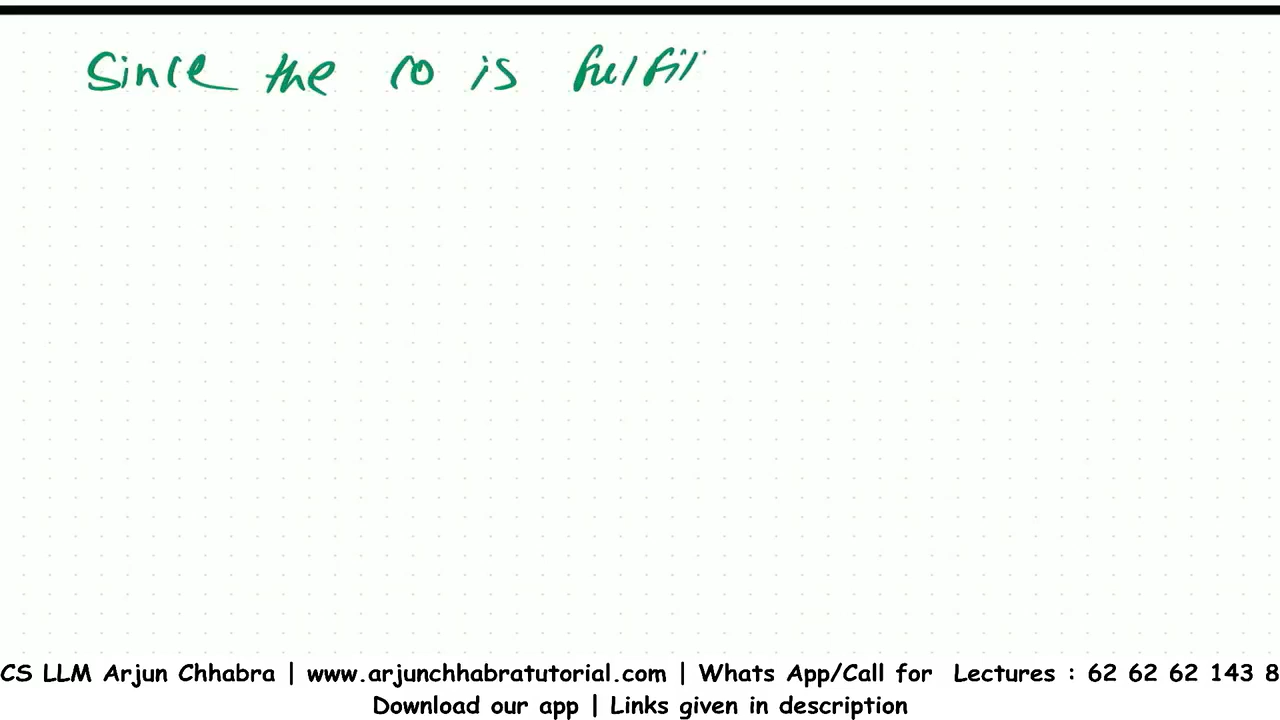 Since the co is fulfil
CS LLM Arjun Chhabra | www.arjunchhabratutorial.com | Whats App/Call for Lectures : 62 62 62 143 8
Download our app | Links given in description